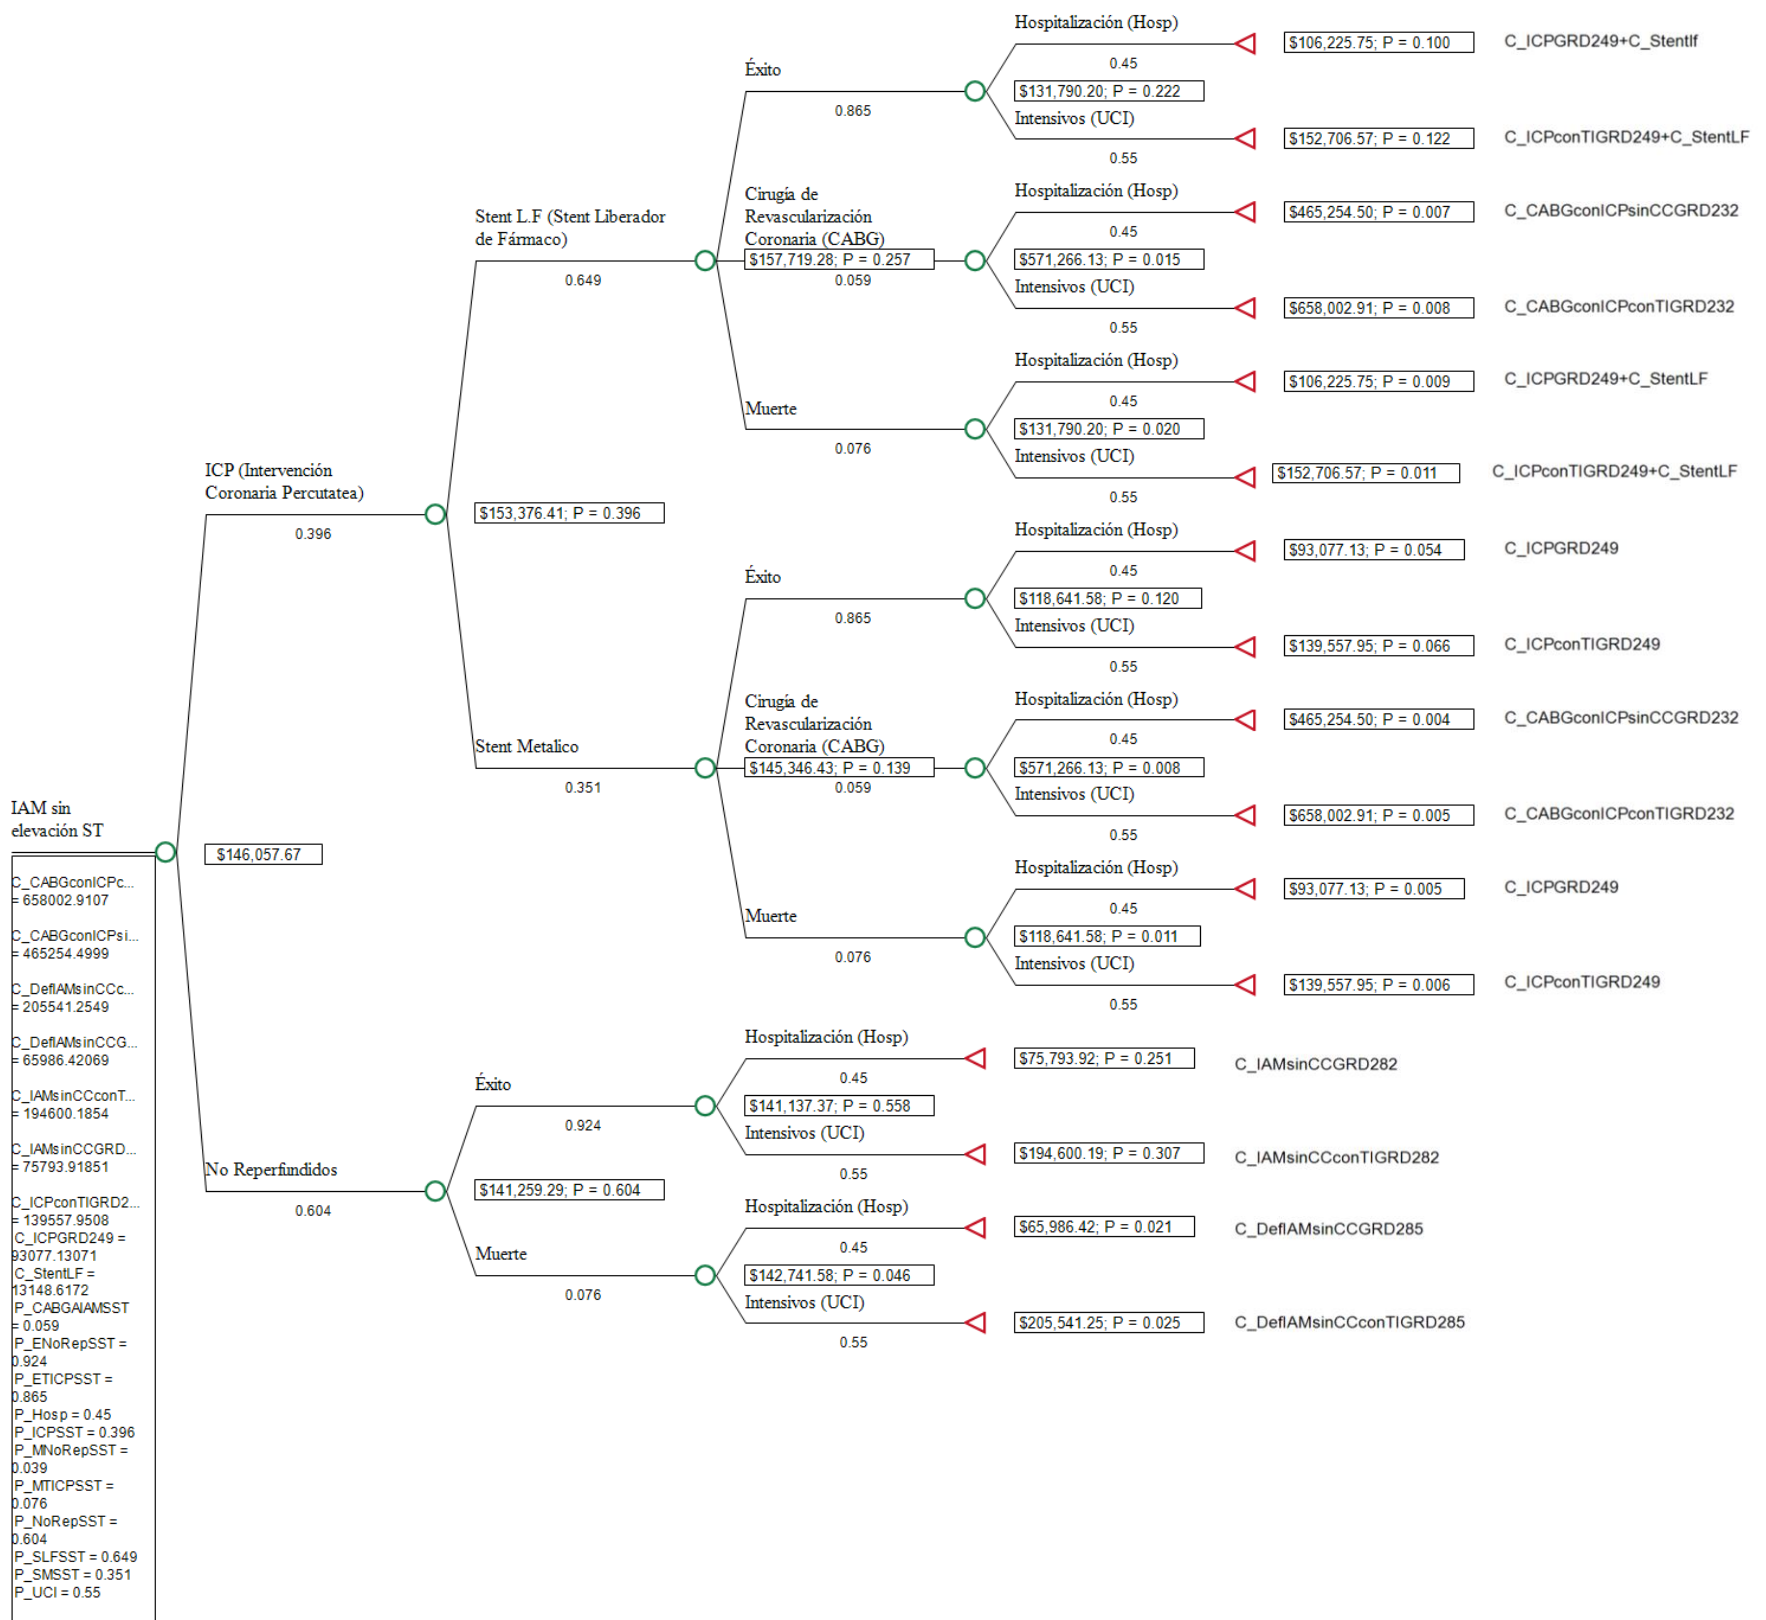 Hospitalización (Hosp)
0.45
$106,225.75; P = 0.100
C_ICPGRD249+C_Stentlf
Éxito
0.865
$131,790.20; P = 0.222
Intensivos (UCI)
0.55
$152,706.57; P = 0.122
C_ICPconTIGRD249+C_StentLF
Stent L.F (Stent Liberador
de Fármaco)
0.649
Cirugía de
Revascularización
Coronaria (CABG)
$157,719.28; P = 0.257
0.059
Hospitalización (Hosp)
0.45
$465,254.50; P = 0.007
C_CABGconICPsinCCGRD232
$571,266.13; P = 0.015
Intensivos (UCI)
0.55
$658,002.91; P = 0.008
C_CABGconICPconTIGRD232
Muerte
0.076
Hospitalización (Hosp)
0.45
$106,225.75; P = 0.009
C_ICPGRD249+C_StentLF
$131,790.20; P = 0.020
Intensivos (UCI)
0.55
$152,706.57; P = 0.011
C_ICPconTIGRD249+C_StentLF
ICP (Intervención
Coronaria Percutatea)
0.396
$153,376.41; P = 0.396
Éxito
0.865
Hospitalización (Hosp)
0.45
$93,077.13; P = 0.054
C_ICPGRD249
$118,641.58; P = 0.120
Intensivos (UCI)
0.55
$139,557.95; P = 0.066
C_ICPconTIGRD249
Stent Metalico
0.351
Cirugía de
Revascularización
Coronaria (CABG)
$145,346.43; P = 0.139
0.059
Hospitalización (Hosp)
0.45
$465,254.50; P = 0.004
C_CABGconICPsinCCGRD232
$571,266.13; P = 0.008
Intensivos (UCI)
0.55
$658,002.91; P = 0.005
C_CABGconICPconTIGRD232
Muerte
0.076
Hospitalización (Hosp)
0.45
$93,077.13; P = 0.005
C_ICPGRD249
$118,641.58; P = 0.011
Intensivos (UCI)
0.55
$139,557.95; P = 0.006
C_ICPconTIGRD249
IAM sin
elevación ST
$146,057.67
No Reperfundidos
0.604
$141,259.29; P = 0.604
Éxito
0.924
Hospitalización (Hosp)
0.45
$75,793.92; P = 0.251
C_IAMsinCCGRD282
$141,137.37; P = 0.558
Intensivos (UCI)
0.55
$194,600.19; P = 0.307
C_IAMsinCCconTIGRD282
Muerte
0.076
Hospitalización (Hosp)
0.45
$65,986.42; P = 0.021
C_DefIAMsinCCGRD285
$142,741.58; P = 0.046
Intensivos (UCI)
0.55
$205,541.25; P = 0.025
C_DefIAMsinCCconTIGRD285
C_CABGconICPc...
= 658002.9107
C_CABGconICPsi...
= 465254.4999
C_DefIAMsinCCc...
= 205541.2549
C_DefIAMsinCCG...
= 65986.42069
C_IAMsinCCconT...
= 194600.1854
C_IAMsinCCGRD...
= 75793.91851
C_ICPconTIGRD2...
= 139557.9508
C_ICPGRD249 =
93077.13071
C_StentLF =
13148.6172
P_CABGAIAMSST
= 0.059
P_ENoRepSST =
0.924
P_ETICPSST =
0.865
P_Hosp = 0.45
P_ICPSST = 0.396
P_MNoRepSST =
0.039
P_MTICPSST =
0.076
P_NoRepSST =
0.604
P_SLFSST = 0.649
P_SMSST = 0.351
P_UCI = 0.55